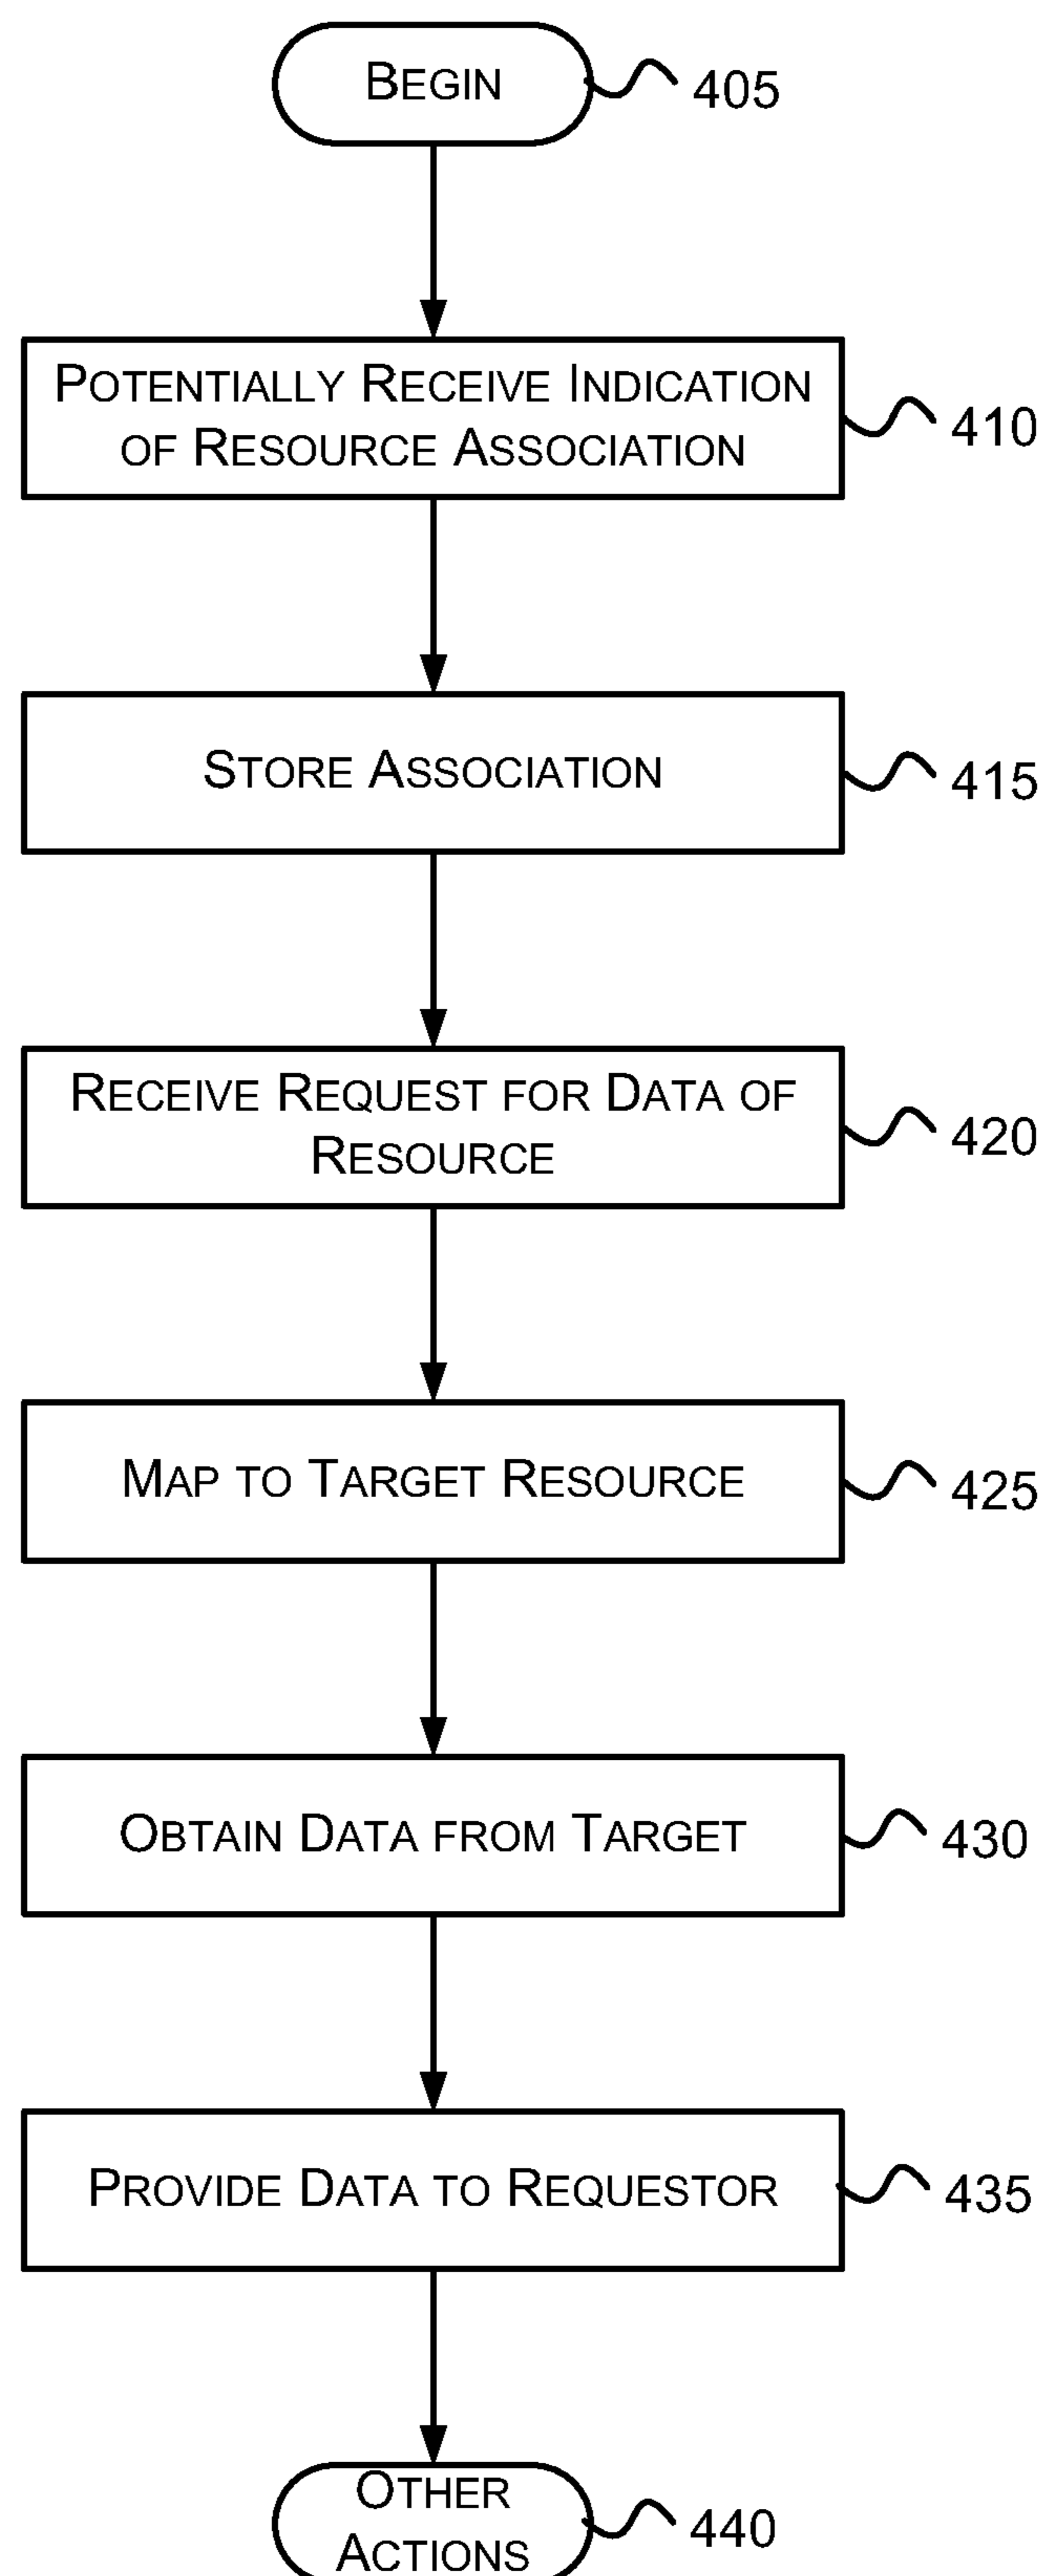 BEGIN
405
POTENTIALLY RECEIVE INDICATION
OF RESOURCE ASSOCIATION
410
STORE ASSOCIATION
415
RECEIVE REQUEST FOR DATA OF
RESOURCE
420
MAP TO TARGET RESOURCE
425
OBTAIN DATA FROM TARGET
430
PROVIDE DATA TO REQUESTOR
435
OTHER
ACTIONS
440